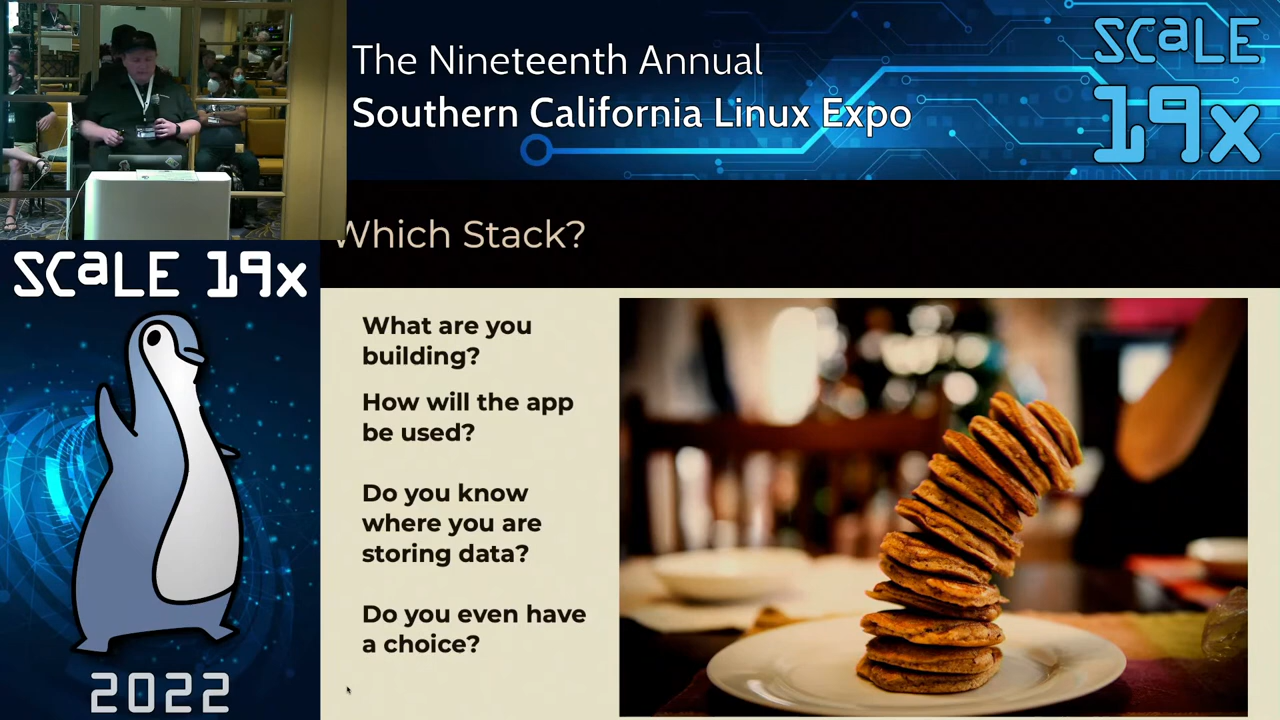 The Nineteenth Annual
Southern California Linux Expo
SCaLE
19x
Which Stack?
SCaLE 19x
What are you
building?
How will the app
be used?
Do you know
where you are
storing data?
Do you even have
a choice?
2022